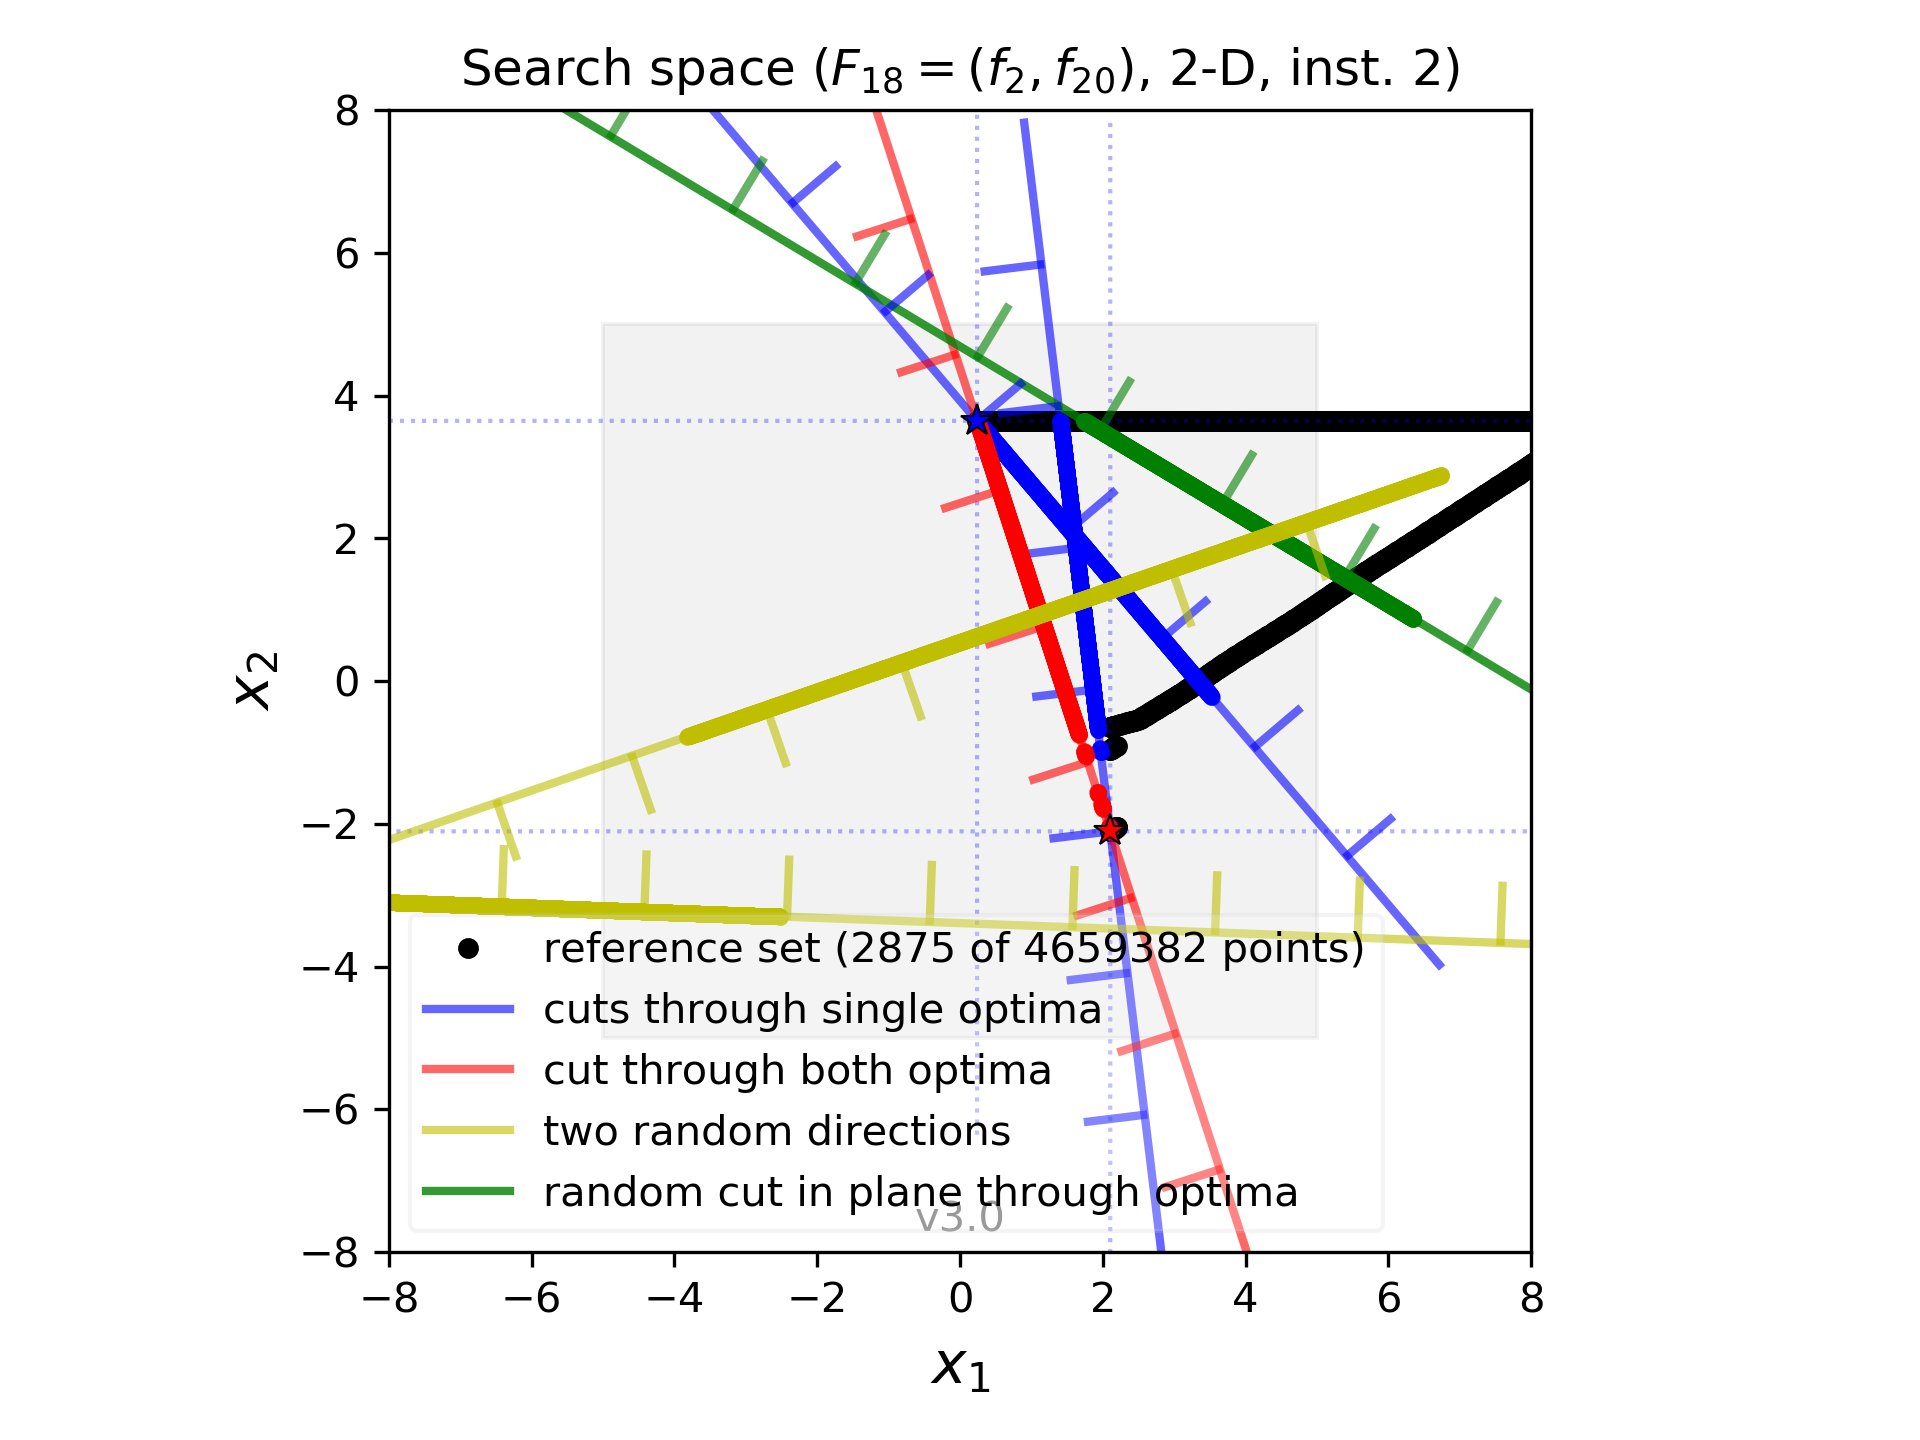 Search space (F18 = (f2, f20), 2-D, inst. 2)
8
6
4
2
0
−2
−4
−6
−8
x2
reference set (2875 of 4659382 points)
cuts through single optima
cut through both optima
two random directions
random cut in plane through optima
v3.0
−8 −6 −4 −2 0 2 4 6 8
x1